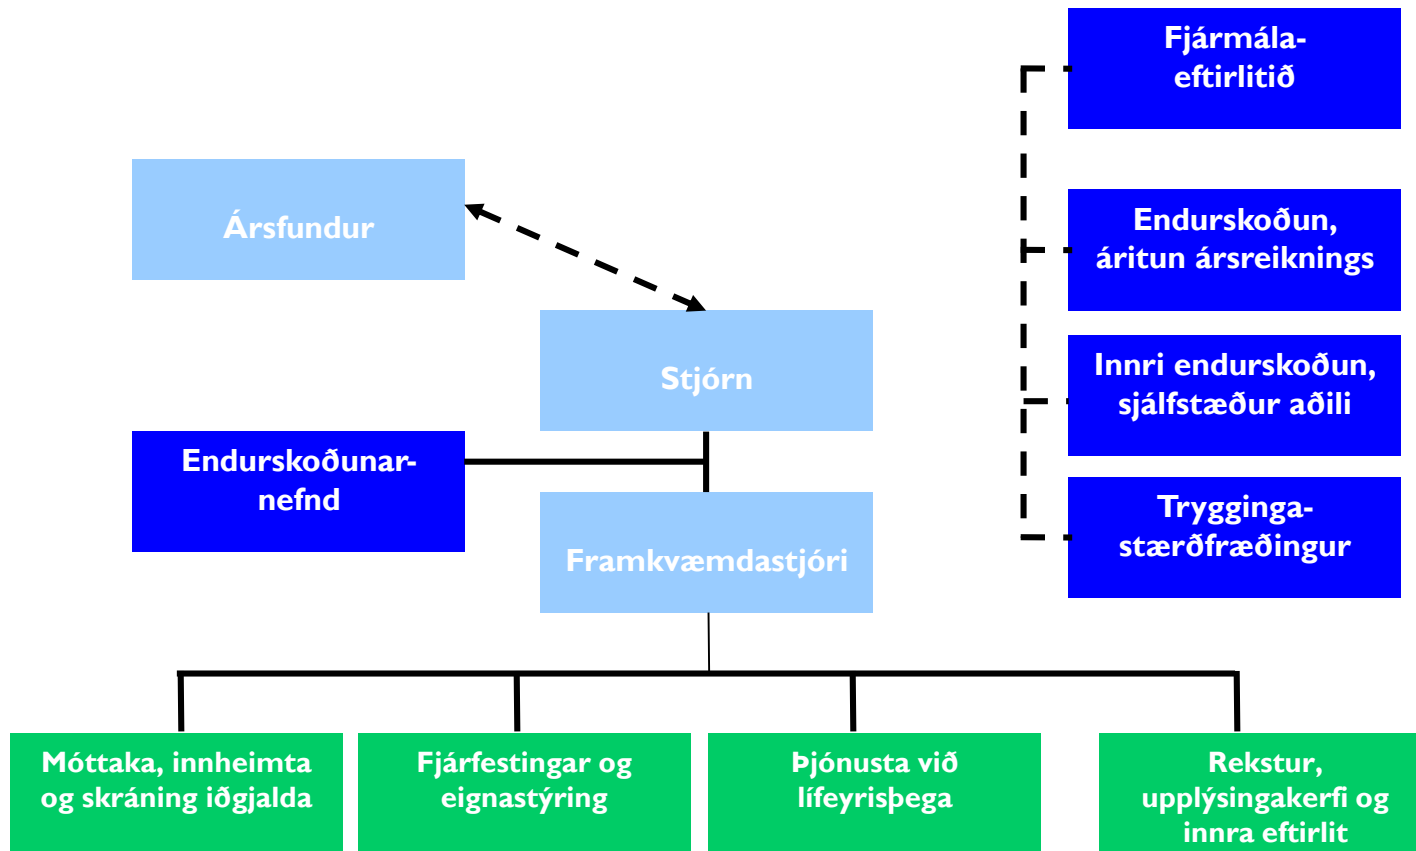 Fjármála-
eftirlitið
Ársfundur
Endurskoðun,
áritun ársreiknings
Stjórn
Innri endurskoðun,
sjálfstæður aðili
Endurskoðunar-
nefnd
Framkvæmdastjóri
Trygginga-
stærðfræðingur
Móttaka, innheimta
og skráning iðgjalda
Fjárfestingar og
eignastýring
Þjónusta við
lífeyrisþega
Rekstur,
upplýsingakerfi og
innra eftirlit